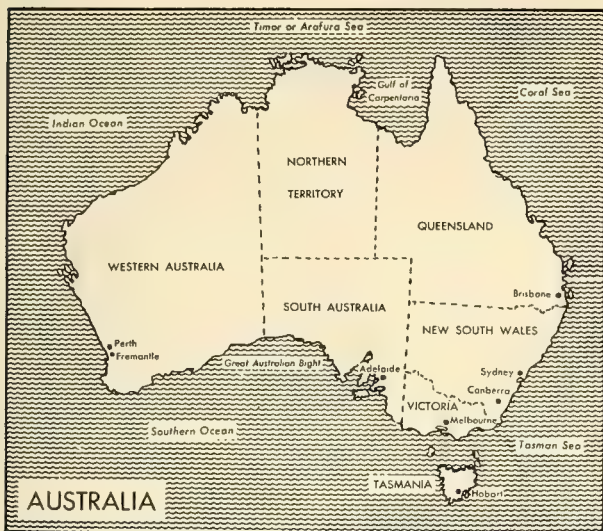 Timor or Arafura Sea
Gulf of
Carpentaria
Coral Sea
Indian Ocean
NORTHERN
TERRITORY
QUEENSLAND
WESTERN AUSTRALIA
Brisbane
SOUTH AUSTRALIA
NEW SOUTH WALES
Perth
Fremantle
Great Australian Bight
Adelaide
Sydney
Canberra
VICTORIA
Melbourne
Southern Ocean
Tasman Sea
TASMANIA
Hobart
AUSTRALIA